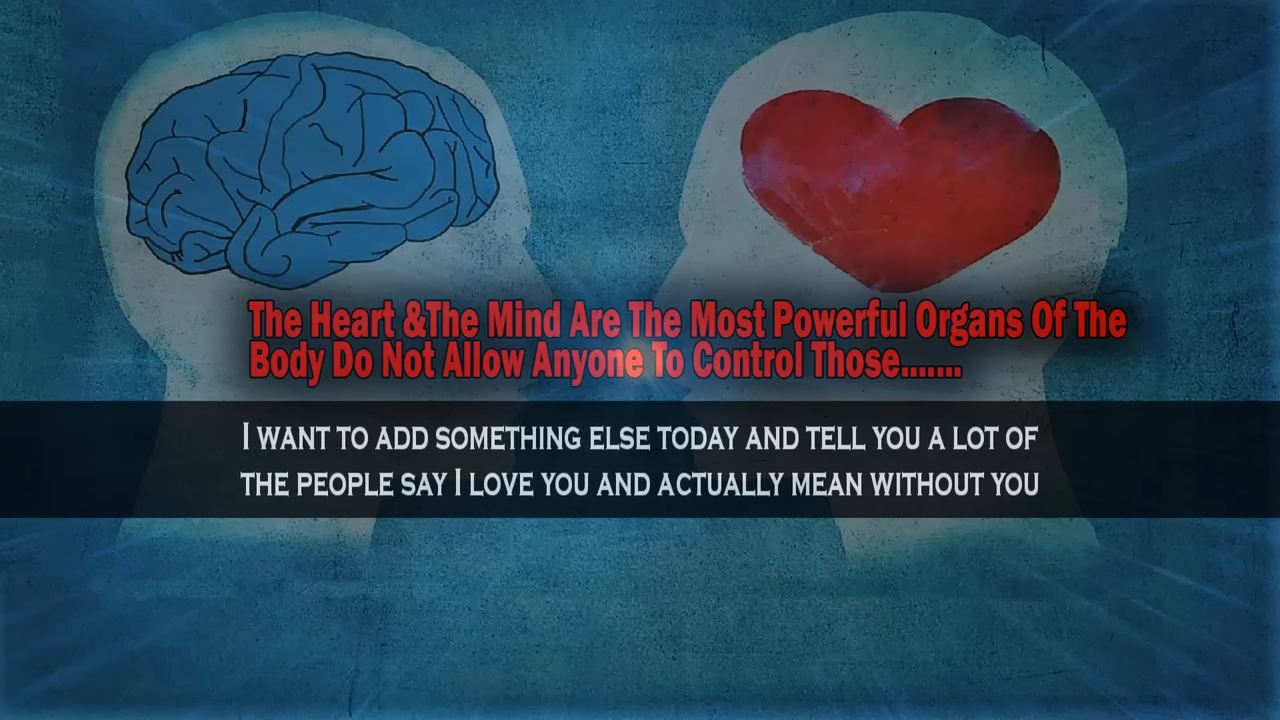 The Heart &The Mind Are The Most Powerful Organs Of The
Body Do Not Allow Anyone To Control Those.......
I WANT TO ADD SOMETHING ELSE TODAY AND TELL YOU A LOT OF
THE PEOPLE SAY I LOVE YOU AND ACTUALLY MEAN WITHOUT YOU